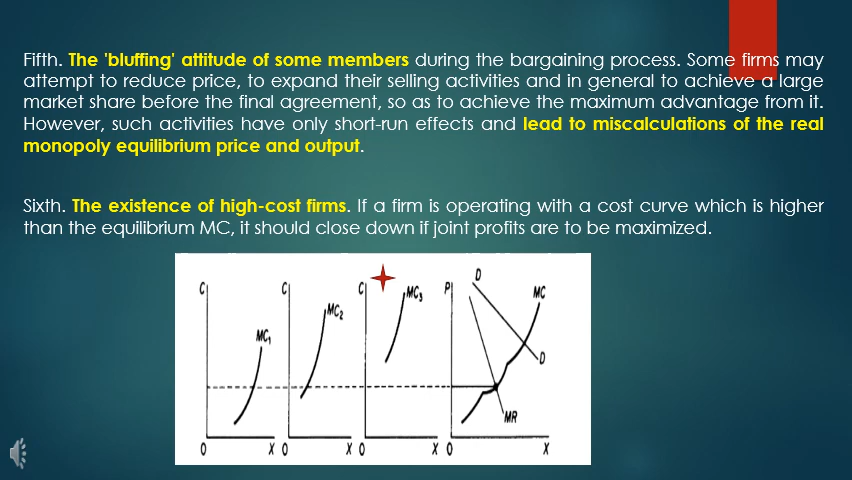 Fifth. The 'bluffing' attitude of some members during the bargaining process. Some firms may
attempt to reduce price, to expand their selling activities and in general to achieve a large
market share before the final agreement, so as to achieve the maximum advantage from it.
However, such activities have only short-run effects and lead to miscalculations of the real
monopoly equilibrium price and output.
Sixth. The existence of high-cost firms. If a firm is operating with a cost curve which is higher
than the equilibrium MC, it should close down if joint profits are to be maximized.
C C C P D
MC₁ MC₂ MC₃ MC
D
MR
O X O X O X O X